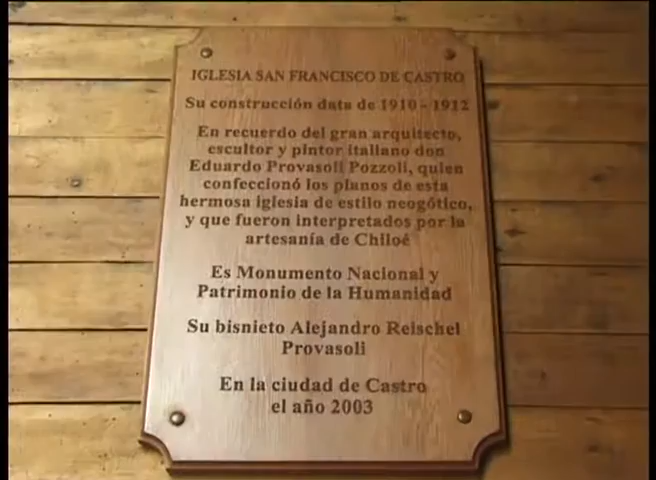 IGLESIA SAN FRANCISCO DE CASTRO
Su construcción data de 1910 - 1912
En recuerdo del gran arquitecto,
escultor y pintor italiano don
EDUARDO PROVASOLI POZZOLI, quien
confeccionó los planos de esta
hermosa iglesia de estilo neogótico
y que fueron interpretados por la
artesanía de Chiloé
Es Monumento Nacional y
Patrimonio de la Humanidad
Su bisnieto Alejandro Reischel
Provasoli
En la ciudad de Castro
el año 2003